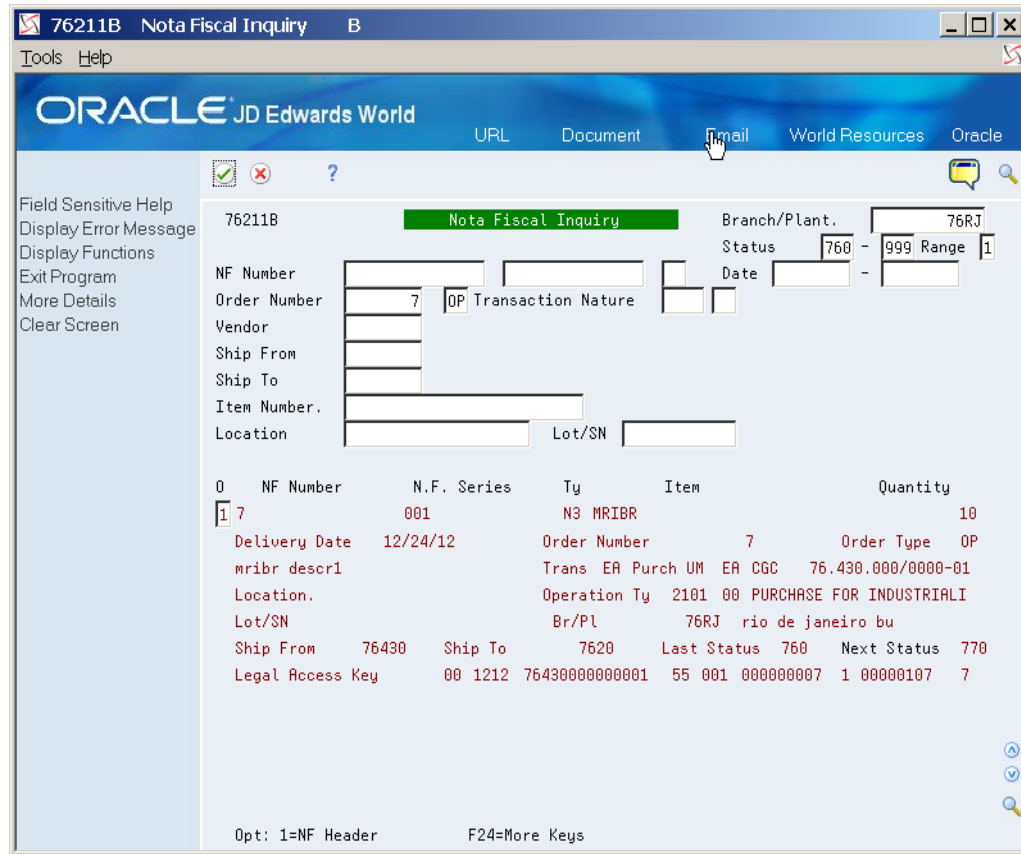 76211B Nota Fiscal Inquiry B
Tools Help
ORACLE JD Edwards World
URL Document Email World Resources Oracle
?
Field Sensitive Help
Display Error Message
Display Functions
Exit Program
More Details
Clear Screen
76211B Nota Fiscal Inquiry Branch/Plant. 76RJ
Status 760 - 999 Range 1
NF Number Date -
Order Number 7 OP Transaction Nature
Vendor
Ship From
Ship To
Item Number.
Location Lot/SN
O NF Number N.F. Series Ty Item Quantity
1 7 001 N3 MRIBR 10
Delivery Date 12/24/12 Order Number 7 Order Type OP
mribr descr1 Trans EA Purch UM EA CGC 76.430.000/0000-01
Location. Operation Ty 2101 00 PURCHASE FOR INDUSTRIALI
Lot/SN Br/Pl 76RJ rio de janeiro bu
Ship From 76430 Ship To 7620 Last Status 760 Next Status 770
Legal Access Key 00 1212 76430000000001 55 001 000000007 1 00000107 7
Opt: 1=NF Header F24=More Keys